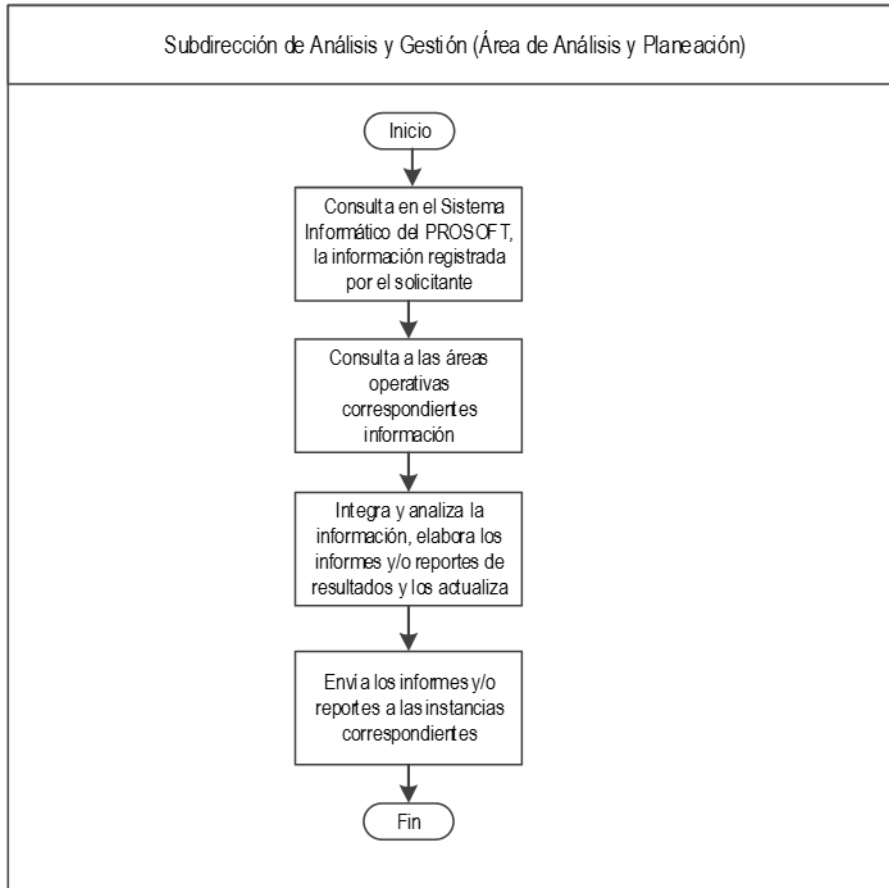 Subdirección de Análisis y Gestión (Área de Análisis y Planeación)
Inicio
Consulta en el Sistema
Informático del PROSOFT,
la información registrada
por el solicitante
Consulta a las áreas
operativas
correspondientes
información
Integra y analiza la
información, elabora los
informes y/o reportes de
resultados y los actualiza
Envía los informes y/o
reportes a las instancias
correspondientes
Fin